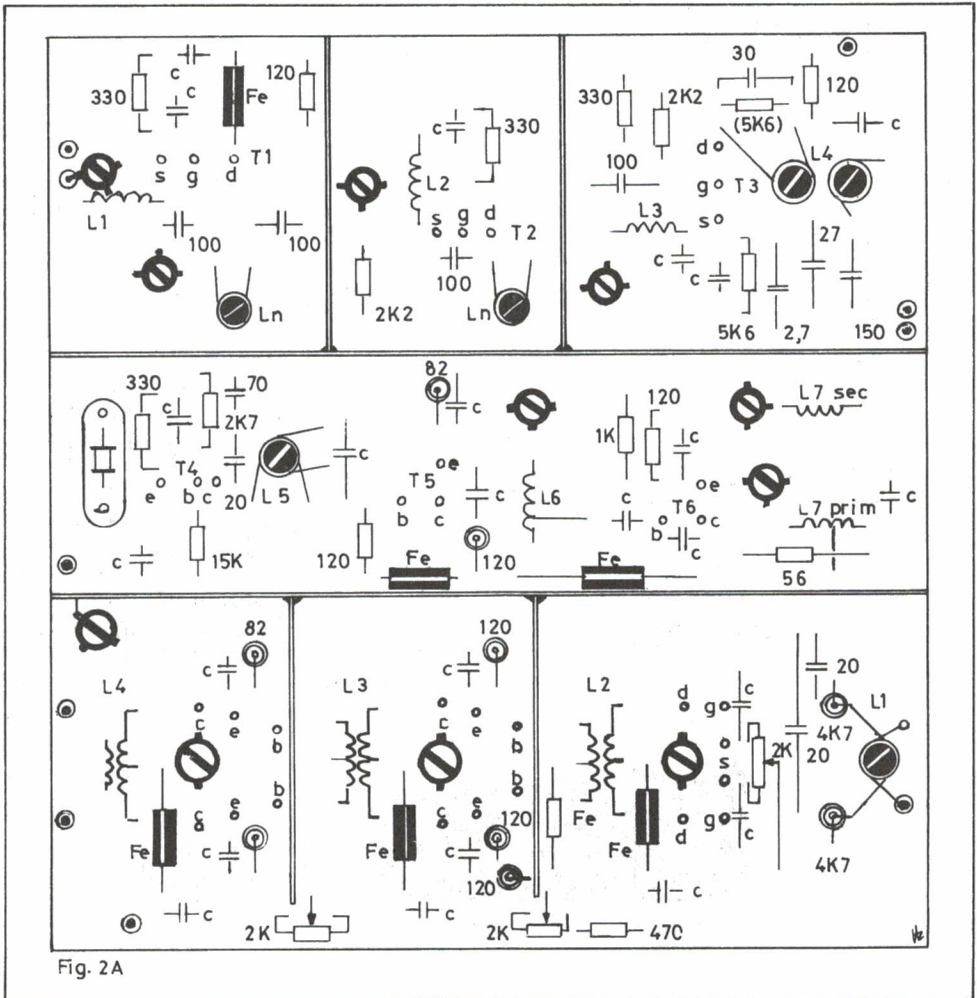 30
120
c
330
330
c
Fe
120
2K2
(5K6)
c
c
330
100
d
L4
s g d T1
L2
g T3
L1
s g d
L3
s
100
100
T2
c
c
27
100
Ln
2K2
Ln
5K6
2,7
150
330
70
82
L7 sec
c
2K7
c
120
1K
c
T4
c
e
e
b c
20
L5
T5
c
L6
c
T6
c
b
c
b
c
L7 prim
b
c
c
15K
120
Fe
120
Fe
56
82
120
20
c
c
L4
L3
L2
d
c
L1
g
c
e
c
e
4K7
b
b
s
2K
20
b
b
e
e
c
c
120
Fe
d
g
c
Fe
c
Fe
c
Fe
4K7
120
c
c
c
2K
2K
470
Fig. 2A